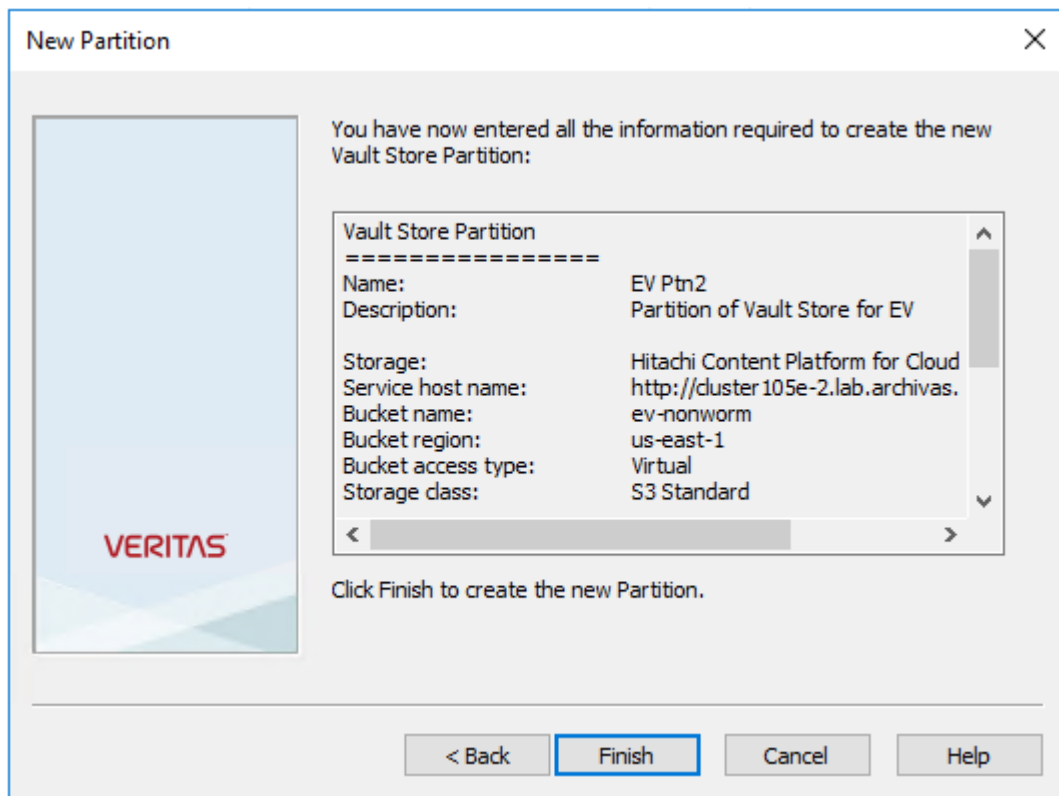 New Partition
You have now entered all the information required to create the new
Vault Store Partition:
Vault Store Partition
================
Name: EV Ptn2
Description: Partition of Vault Store for EV
Storage: Hitachi Content Platform for Cloud
Service host name: http://cluster105e-2.lab.archivas.
Bucket name: ev-nonworm
Bucket region: us-east-1
Bucket access type: Virtual
Storage class: S3 Standard
VERITAS
Click Finish to create the new Partition.
< Back Finish Cancel Help